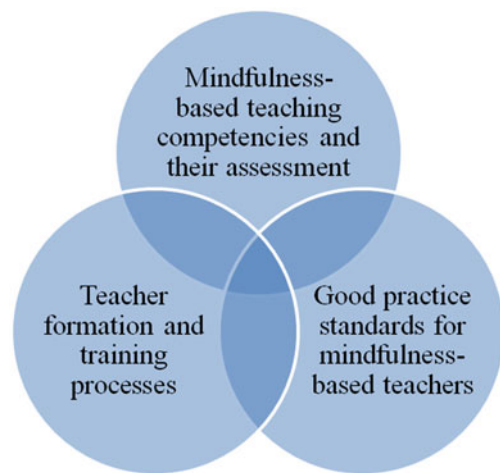 Mindfulness-
based teaching
competencies and
their assessment
Teacher
formation and
training
processes
Good practice
standards for
mindfulness-
based teachers